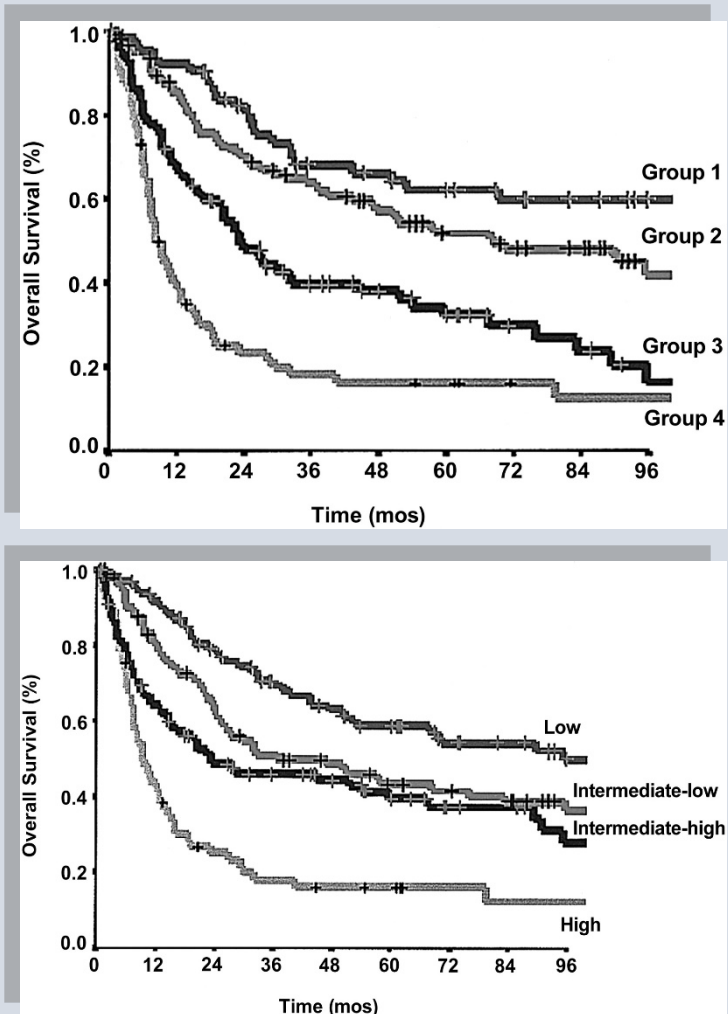 1.0
0.8
0.6
0.4
0.2
0.0
Overall Survival (%)
Group 1
Group 2
Group 3
Group 4
0 12 24 36 48 60 72 84 96
Time (mos)
1.0
0.8
0.6
0.4
0.2
0.0
Overall Survival (%)
Low
Intermediate-low
Intermediate-high
High
0 12 24 36 48 60 72 84 96
Time (mos)